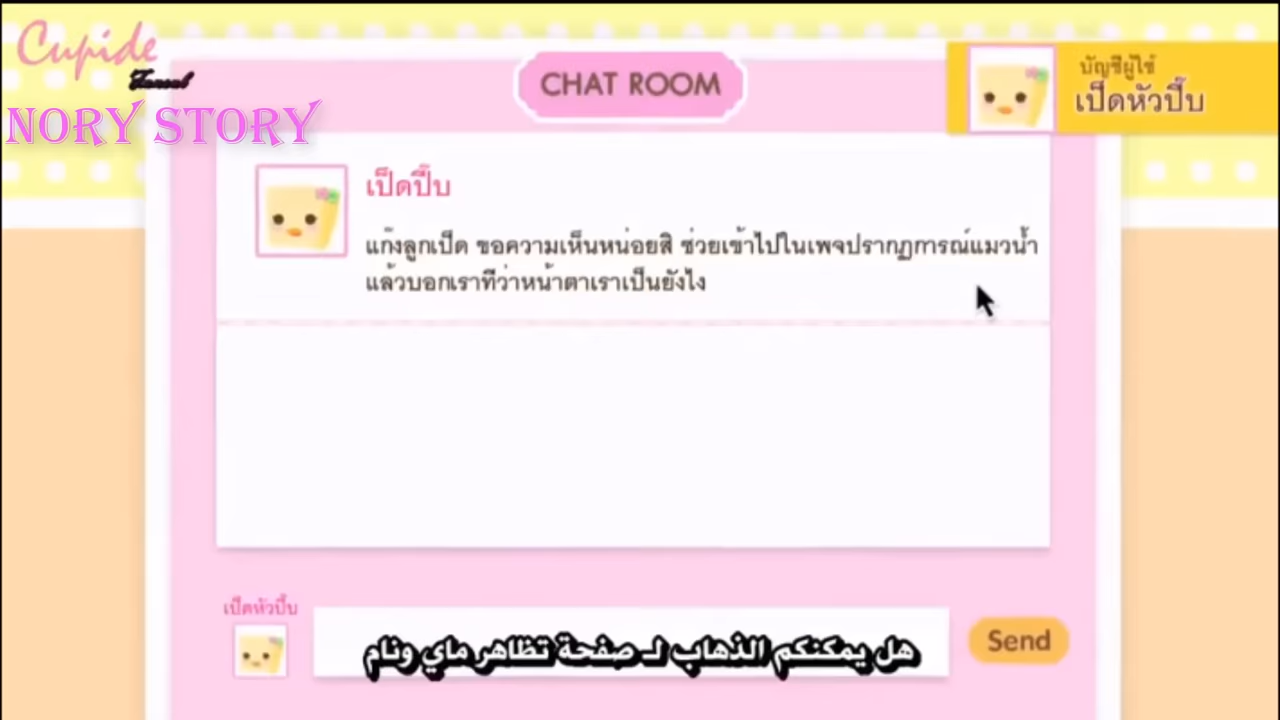 Cupide
Fansub
NORY STORY
CHAT ROOM
บัญชีผู้ใช้
เป็ดหัวปี๊บ
เป็ดปี๊บ
แก๊งลูกเป็ด ขอความเห็นหน่อยสิ ช่วยเข้าไปในเพจปรากฏการณ์แมวน้ำ
แล้วบอกเราทีว่าหน้าตาเราเป็นยังไง
เป็ดหัวปี๊บ
هل يمكنكم الذهاب لـ صفحة تظاهر ماي ونام
Send